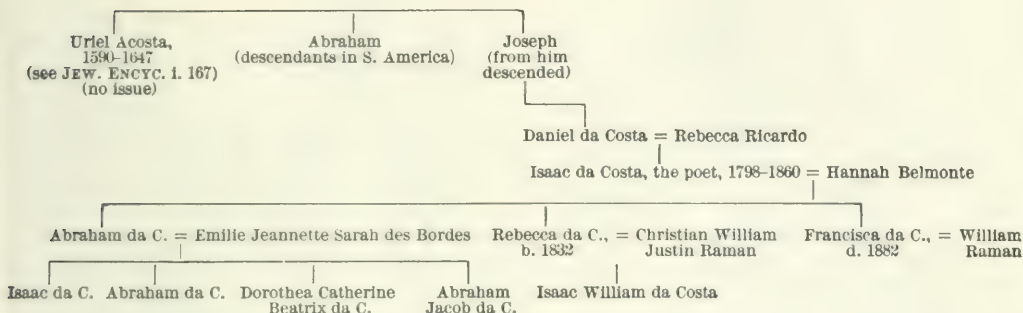 Uriel Acosta,
1590–1647
(see JEW. ENCYC. i. 167)
(no issue)
Abraham
(descendants in S. America)
Joseph
(from him
descended)
Daniel da Costa = Rebecca Ricardo
Isaac da Costa, the poet, 1798–1860 = Hannah Belmonte
Abraham da C. = Emilie Jeannette Sarah des Bordes
Rebecca da C., = Christian William
b. 1832 Justin Raman
Francisca da C., = William
d. 1882 Raman
Isaac da C.
Abraham da C.
Dorothea Catherine
Beatrix da C.
Abraham
Jacob da C.
Isaac William da Costa